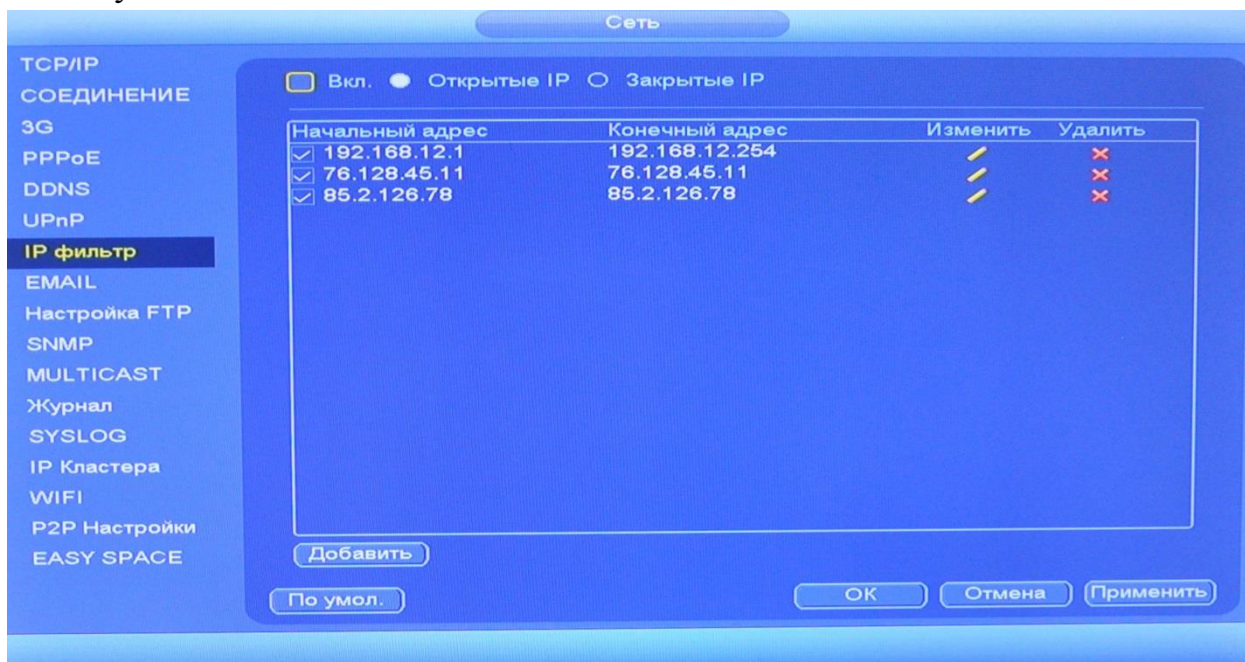 Сеть
TCP/IP
СОЕДИНЕНИЕ
3G
PPPoE
DDNS
UPnP
IP фильтр
EMAIL
Настройка FTP
SNMP
MULTICAST
Журнал
SYSLOG
IP Кластера
WIFI
P2P Настройки
EASY SPACE
Вкл. Открытые IP Закрытые IP
Начальный адрес Конечный адрес Изменить Удалить
192.168.12.1 192.168.12.254
76.128.45.11 76.128.45.11
85.2.126.78 85.2.126.78
Добавить
По умол. OK Отмена Применить